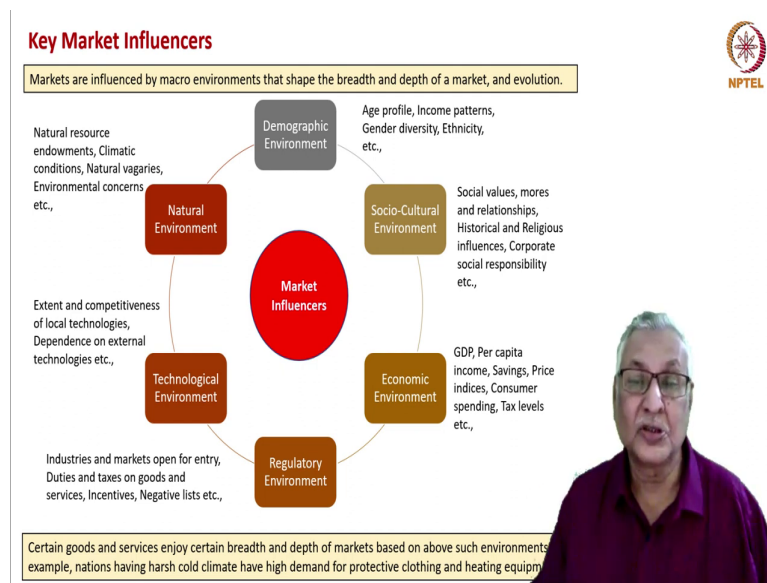 Key Market Influencers
NPTEL
Markets are influenced by macro environments that shape the breadth and depth of a market, and evolution.
Demographic
Environment
Age profile, Income patterns,
Gender diversity, Ethnicity,
etc.,
Natural resource
endowments, Climatic
conditions, Natural vagaries,
Environmental concerns
etc.,
Natural
Environment
Socio-Cultural
Environment
Social values, mores
and relationships,
Historical and Religious
influences, Corporate
social responsibility
etc.,
Market
Influencers
Extent and competitiveness
of local technologies,
Dependence on external
technologies etc.,
Technological
Environment
Economic
Environment
GDP, Per capita
income, Savings, Price
indices, Consumer
spending, Tax levels
etc.,
Industries and markets open for entry,
Duties and taxes on goods and
services, Incentives, Negative lists etc.,
Regulatory
Environment
Certain goods and services enjoy certain breadth and depth of markets based on above such environments
example, nations having harsh cold climate have high demand for protective clothing and heating